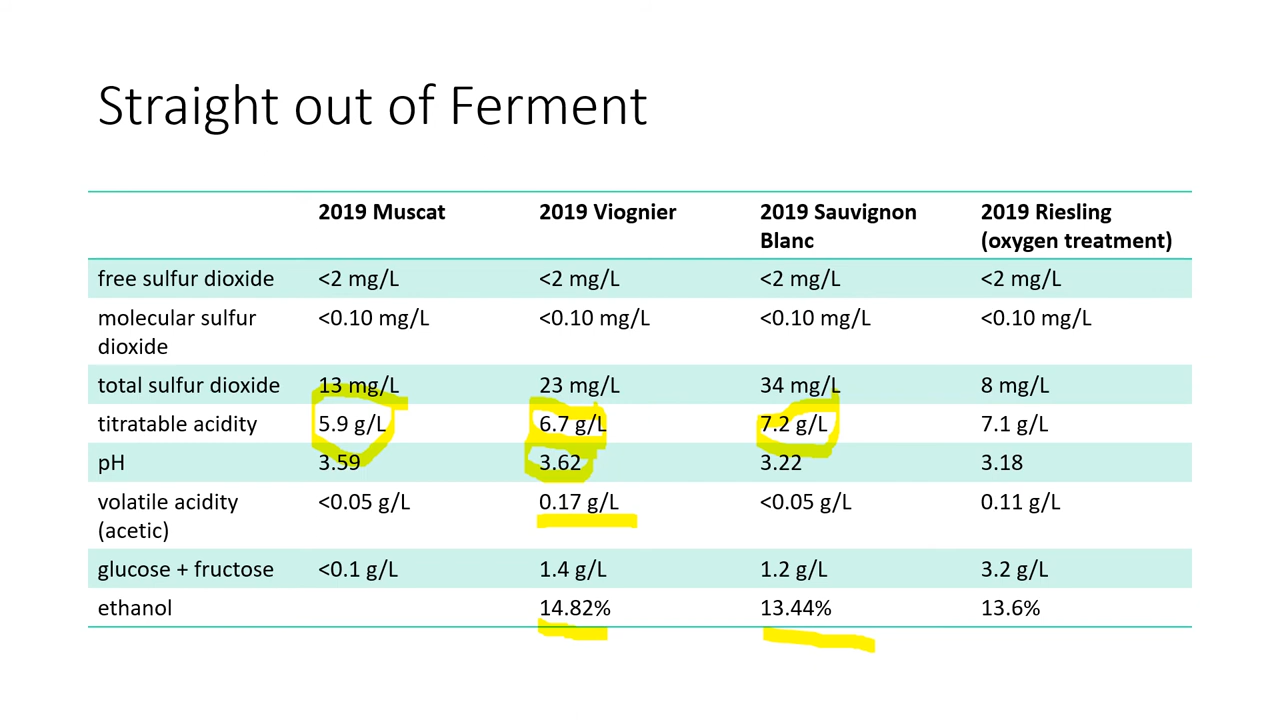 Straight out of Ferment
2019 Muscat 2019 Viognier 2019 Sauvignon Blanc 2019 Riesling (oxygen treatment)
free sulfur dioxide <2 mg/L <2 mg/L <2 mg/L <2 mg/L
molecular sulfur dioxide <0.10 mg/L <0.10 mg/L <0.10 mg/L <0.10 mg/L
total sulfur dioxide 13 mg/L 23 mg/L 34 mg/L 8 mg/L
titratable acidity 5.9 g/L 6.7 g/L 7.2 g/L 7.1 g/L
pH 3.59 3.62 3.22 3.18
volatile acidity (acetic) <0.05 g/L 0.17 g/L <0.05 g/L 0.11 g/L
glucose + fructose <0.1 g/L 1.4 g/L 1.2 g/L 3.2 g/L
ethanol 14.82% 13.44% 13.6%